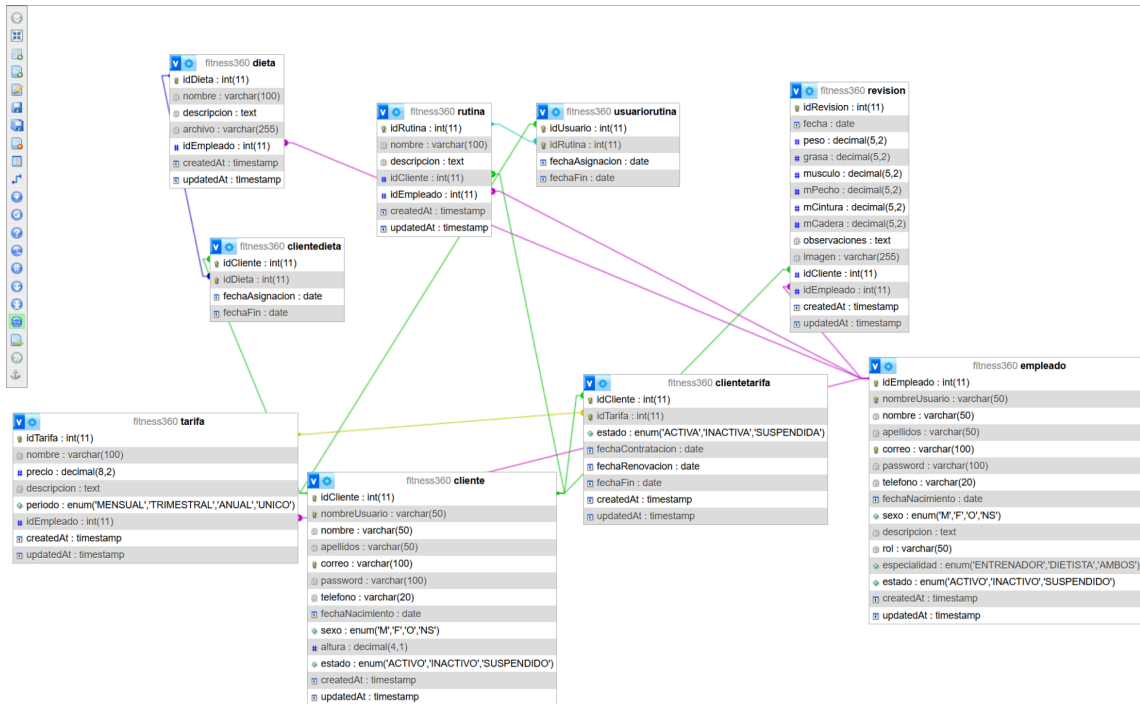 fitness360 dieta
idDieta : int(11)
nombre : varchar(100)
descripcion : text
archivo : varchar(255)
idEmpleado : int(11)
createdAt : timestamp
updatedAt : timestamp
fitness360 rutina
idRutina : int(11)
nombre : varchar(100)
descripcion : text
idCliente : int(11)
idEmpleado : int(11)
createdAt : timestamp
updatedAt : timestamp
fitness360 usuariorutina
idUsuario : int(11)
idRutina : int(11)
fechaAsignacion : date
fechaFin : date
fitness360 revision
idRevision : int(11)
fecha : date
peso : decimal(5,2)
grasa : decimal(5,2)
musculo : decimal(5,2)
mPecho : decimal(5,2)
mCintura : decimal(5,2)
mCadera : decimal(5,2)
observaciones : text
imagen : varchar(255)
idCliente : int(11)
idEmpleado : int(11)
createdAt : timestamp
updatedAt : timestamp
fitness360 clientedieta
idCliente : int(11)
idDieta : int(11)
fechaAsignacion : date
fechaFin : date
fitness360 empleado
idEmpleado : int(11)
nombreUsuario : varchar(50)
nombre : varchar(50)
apellidos : varchar(50)
correo : varchar(100)
password : varchar(100)
telefono : varchar(20)
fechaNacimiento : date
sexo : enum('M','F','O','NS')
descripcion : text
rol : varchar(50)
especialidad : enum('ENTRENADOR','DIETISTA','AMBOS')
estado : enum('ACTIVO','INACTIVO','SUSPENDIDO')
createdAt : timestamp
updatedAt : timestamp
fitness360 clientetarifa
idCliente : int(11)
idTarifa : int(11)
estado : enum('ACTIVA','INACTIVA','SUSPENDIDA')
fechaContratacion : date
fechaRenovacion : date
fechaFin : date
createdAt : timestamp
updatedAt : timestamp
fitness360 tarifa
idTarifa : int(11)
nombre : varchar(100)
precio : decimal(8,2)
descripcion : text
periodo : enum('MENSUAL','TRIMESTRAL','ANUAL','UNICO')
idEmpleado : int(11)
createdAt : timestamp
updatedAt : timestamp
fitness360 cliente
idCliente : int(11)
nombreUsuario : varchar(50)
nombre : varchar(50)
apellidos : varchar(50)
correo : varchar(100)
password : varchar(100)
telefono : varchar(20)
fechaNacimiento : date
sexo : enum('M','F','O','NS')
altura : decimal(4,1)
estado : enum('ACTIVO','INACTIVO','SUSPENDIDO')
createdAt : timestamp
updatedAt : timestamp